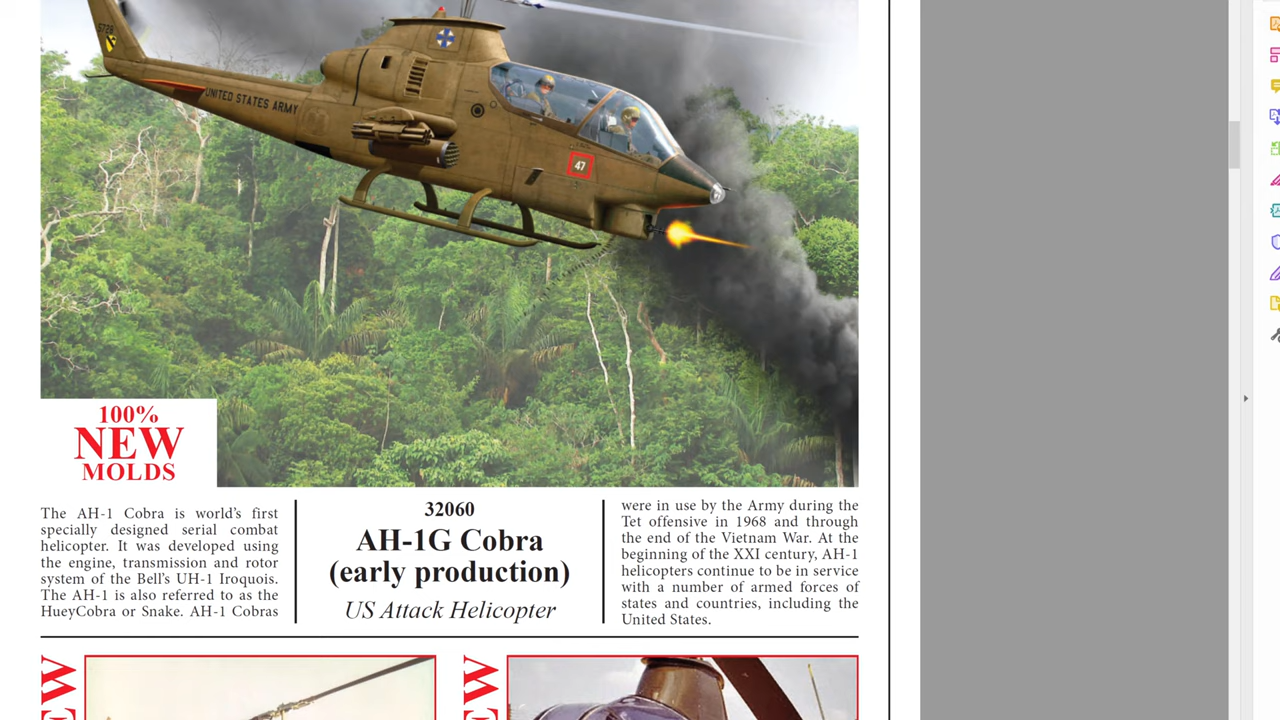 5726
UNITED STATES ARMY
47
100%
NEW
MOLDS
The AH-1 Cobra is world's first
specially designed serial combat
helicopter. It was developed using
the engine, transmission and rotor
system of the Bell's UH-1 Iroquois.
The AH-1 is also referred to as the
HueyCobra or Snake. AH-1 Cobras
32060
AH-1G Cobra
(early production)
US Attack Helicopter
were in use by the Army during the
Tet offensive in 1968 and through
the end of the Vietnam War. At the
beginning of the XXI century, AH-1
helicopters continue to be in service
with a number of armed forces of
states and countries, including the
United States.